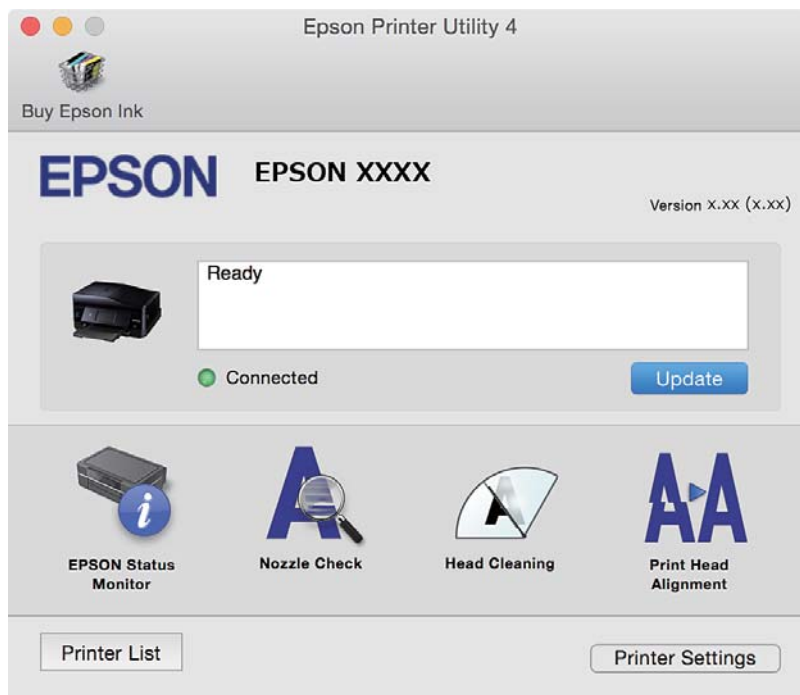 Epson Printer Utility 4
Buy Epson Ink
EPSON
EPSON XXXX
Version x.xx (x.xx)
Ready
Connected
Update
EPSON Status
Monitor
Nozzle Check
Head Cleaning
Print Head
Alignment
Printer List
Printer Settings